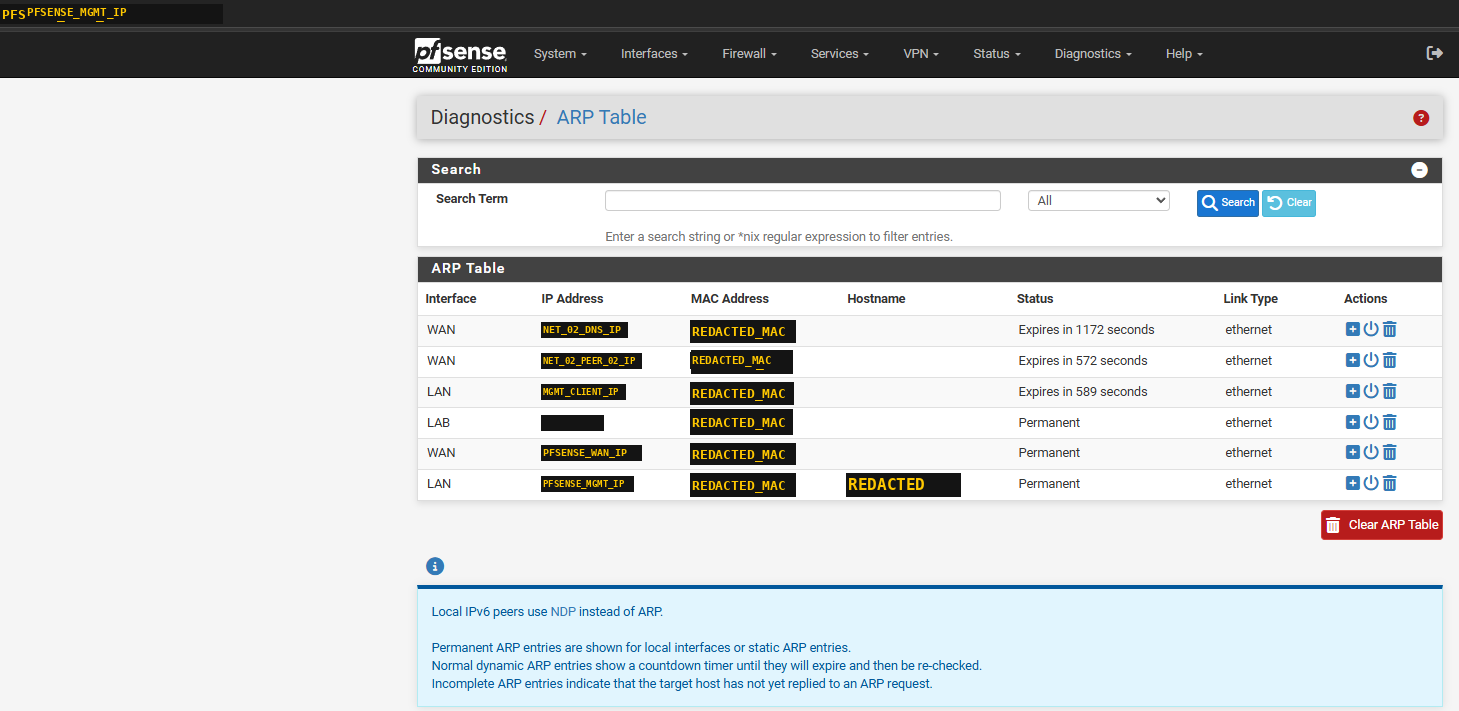 PFSPFSENSE_MGMT_IP
pfsense
COMMUNITY EDITION
System Interfaces Firewall Services VPN Status Diagnostics Help
Diagnostics / ARP Table
?
Search
Search Term All Search Clear
Enter a search string or *nix regular expression to filter entries.
ARP Table
Interface IP Address MAC Address Hostname Status Link Type Actions
WAN NET_02_DNS_IP REDACTED_MAC Expires in 1172 seconds ethernet
WAN NET_02_PEER_02_IP REDACTED_MAC Expires in 572 seconds ethernet
LAN MGMT_CLIENT_IP REDACTED_MAC Expires in 589 seconds ethernet
LAB REDACTED_MAC Permanent ethernet
WAN PFSENSE_WAN_IP REDACTED_MAC Permanent ethernet
LAN PFSENSE_MGMT_IP REDACTED_MAC REDACTED Permanent ethernet
Clear ARP Table
i
Local IPv6 peers use NDP instead of ARP.
Permanent ARP entries are shown for local interfaces or static ARP entries.
Normal dynamic ARP entries show a countdown timer until they will expire and then be re-checked.
Incomplete ARP entries indicate that the target host has not yet replied to an ARP request.